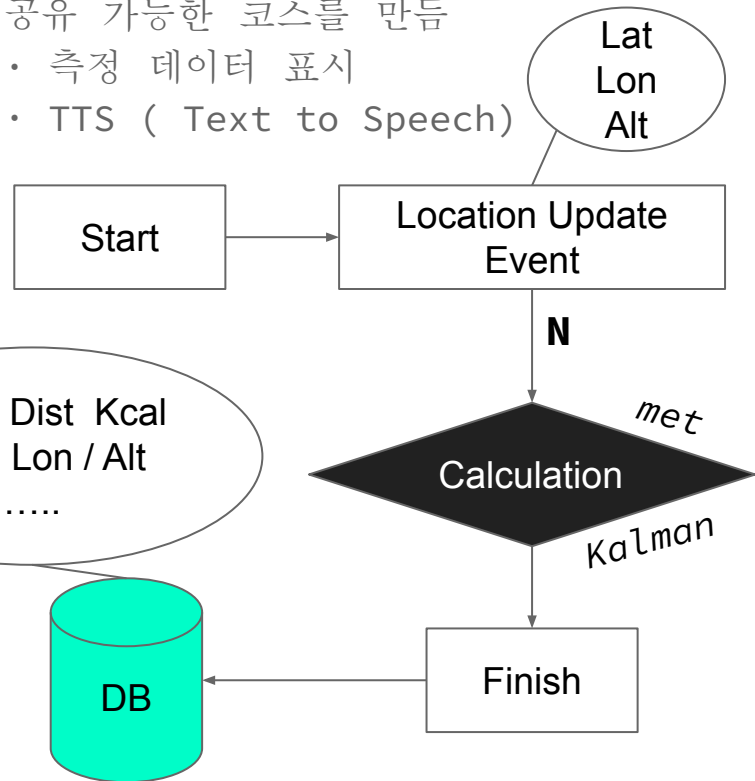 공유 가능한 코스를 만듬
· 측정 데이터 표시
· TTS ( Text to Speech)
Lat
Lon
Alt
Start
Location Update
Event
N
Dist Kcal
Lon / Alt
…..
met
Calculation
Kalman
Finish
DB